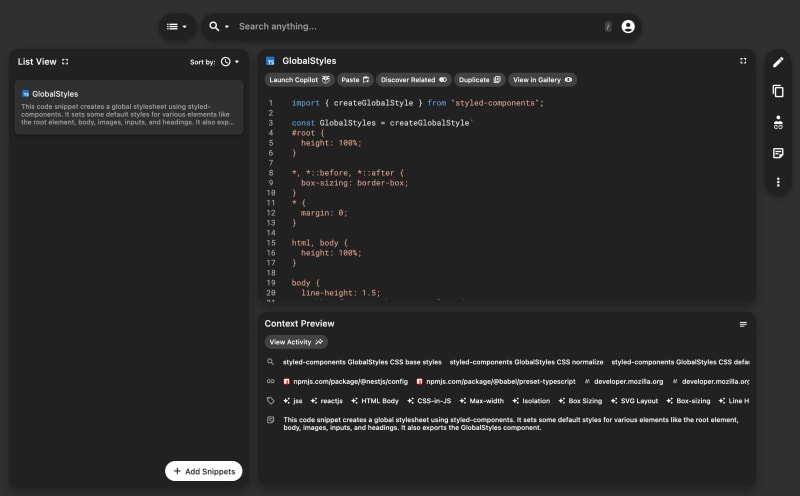 Search anything...
/
List View
Sort by:
TS GlobalStyles
This code snippet creates a global stylesheet using styled-
components. It sets some default styles for various elements like
the root element, body, images, inputs, and headings. It also exp...
+ Add Snippets
TS GlobalStyles
Launch Copilot Paste Discover Related Duplicate View in Gallery
1 import { createGlobalStyle } from 'styled-components';
2
3 const GlobalStyles = createGlobalStyle`
4 #root {
5 height: 100%;
6 }
7
8 *, *::before, *::after {
9 box-sizing: border-box;
10 }
11 * {
12 margin: 0;
13 }
14
15 html, body {
16 height: 100%;
17 }
18
19 body {
20 line-height: 1.5;
Context Preview
View Activity
styled-components GlobalStyles CSS base styles styled-components GlobalStyles CSS normalize styled-components GlobalStyles CSS defau
npmjs.com/package/@nestjs/config npmjs.com/package/@babel/preset-typescript developer.mozilla.org developer.mozilla.org
jss reactjs HTML Body CSS-in-JS Max-width Isolation Box Sizing SVG Layout Box-sizing Line H
This code snippet creates a global stylesheet using styled-components. It sets some default styles for various elements like the root element,
body, images, inputs, and headings. It also exports the GlobalStyles component.